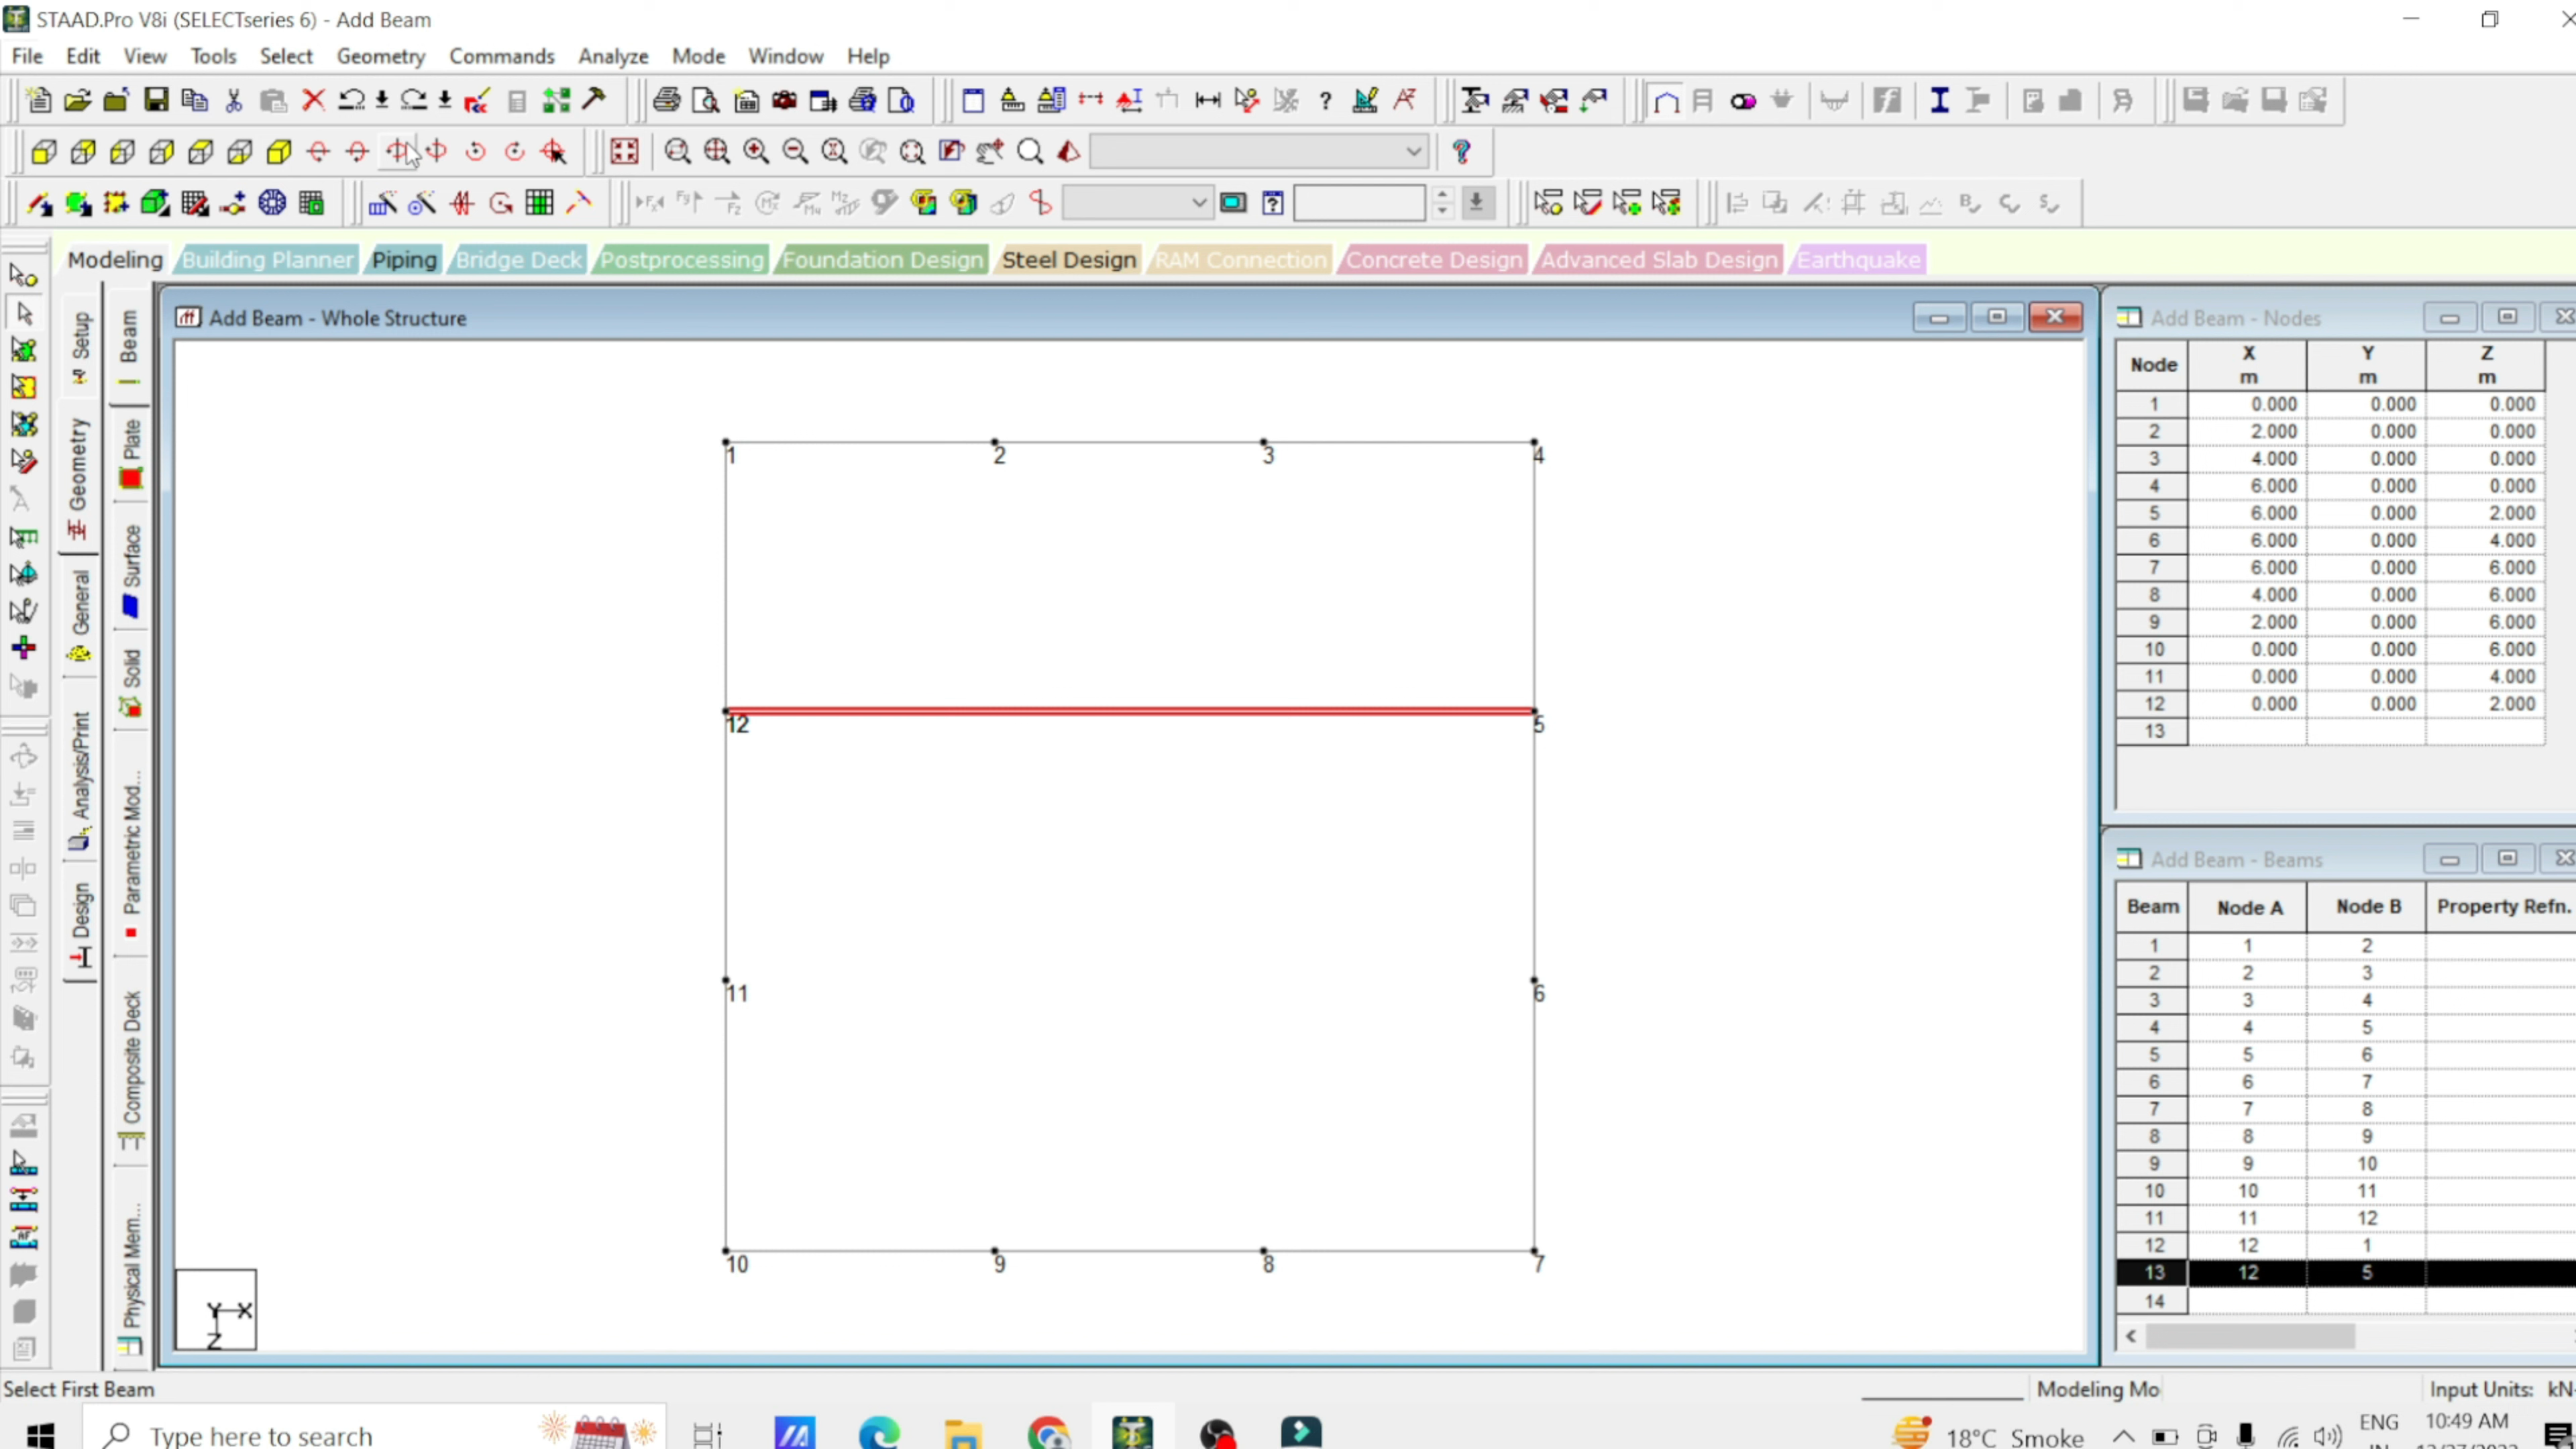 STAAD.Pro V8i (SELECTseries 6) - Add Beam
File Edit View Tools Select Geometry Commands Analyze Mode Window Help
Modeling Building Planner Piping Bridge Deck Postprocessing Foundation Design Steel Design RAM Connection Concrete Design Advanced Slab Design Earthquake
Setup
Geometry
General
Analysis/Print
Design
Beam
Plate
Surface
Solid
Parametric Mod...
Composite Deck
Physical Mem...
Add Beam - Whole Structure
1 2 3 4
12 5
11 6
10 9 8 7
Y X
Z
Add Beam - Nodes
Node X m Y m Z m
1 0.000 0.000 0.000
2 2.000 0.000 0.000
3 4.000 0.000 0.000
4 6.000 0.000 0.000
5 6.000 0.000 2.000
6 6.000 0.000 4.000
7 6.000 0.000 6.000
8 4.000 0.000 6.000
9 2.000 0.000 6.000
10 0.000 0.000 6.000
11 0.000 0.000 4.000
12 0.000 0.000 2.000
13
Add Beam - Beams
Beam Node A Node B Property Refn.
1 1 2
2 2 3
3 3 4
4 4 5
5 5 6
6 6 7
7 7 8
8 8 9
9 9 10
10 10 11
11 11 12
12 12 1
13 12 5
14
Select First Beam
Modeling Mo
Input Units: kN-
Type here to search
18°C Smoke
ENG
10:49 AM